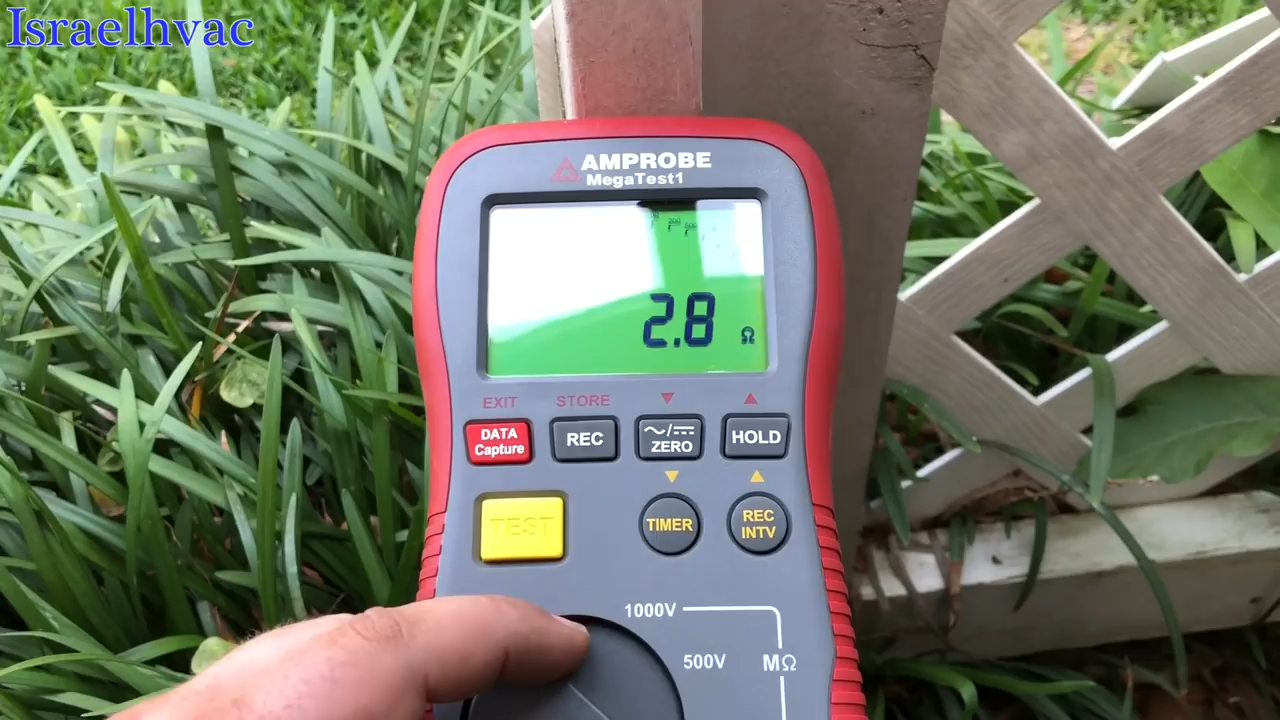 Israelhvac
AMPROBE
MegaTest1
2.8 Ω
EXIT STORE ▼ ▲
DATA
Capture
REC
~/⎓
ZERO
HOLD
▼ ▲
TEST
TIMER
REC
INTV
1000V
500V MΩ